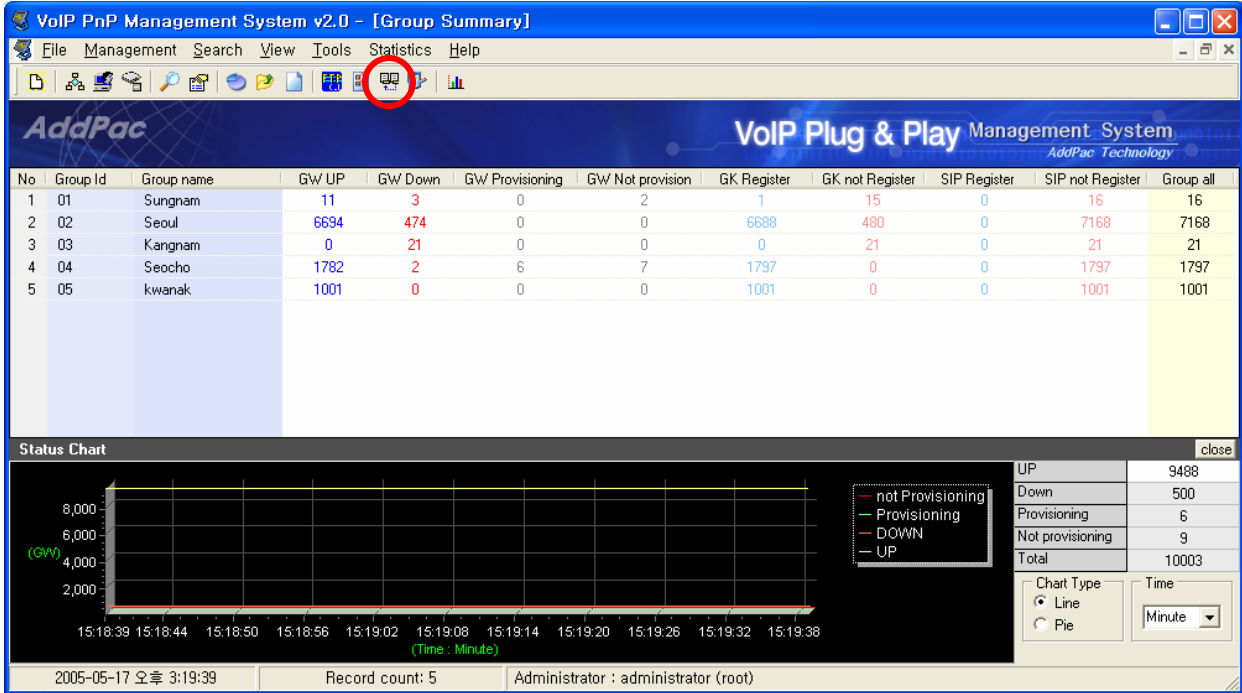 VoIP PnP Management System v2.0 - [Group Summary]
File Management Search View Tools Statistics Help
AddPac
VoIP Plug & Play Management System
AddPac Technology
No Group Id Group name GW UP GW Down GW Provisioning GW Not provision GK Register GK not Register SIP Register SIP not Register Group all
1 01 Sungnam 11 3 0 2 1 15 0 16 16
2 02 Seoul 6694 474 0 0 6688 480 0 7168 7168
3 03 Kangnam 0 21 0 0 0 21 0 21 21
4 04 Seocho 1782 2 6 7 1797 0 0 1797 1797
5 05 kwanak 1001 0 0 0 1001 0 0 1001 1001
Status Chart close
8,000
6,000
(GW)
4,000
2,000
15:18:39 15:18:44 15:18:50 15:18:56 15:19:02 15:19:08 15:19:14 15:19:20 15:19:26 15:19:32 15:19:38
(Time : Minute)
not Provisioning
Provisioning
DOWN
UP
UP 9488
Down 500
Provisioning 6
Not provisioning 9
Total 10003
Chart Type
Line
Pie
Time
Minute
2005-05-17 오후 3:19:39 Record count: 5 Administrator : administrator (root)